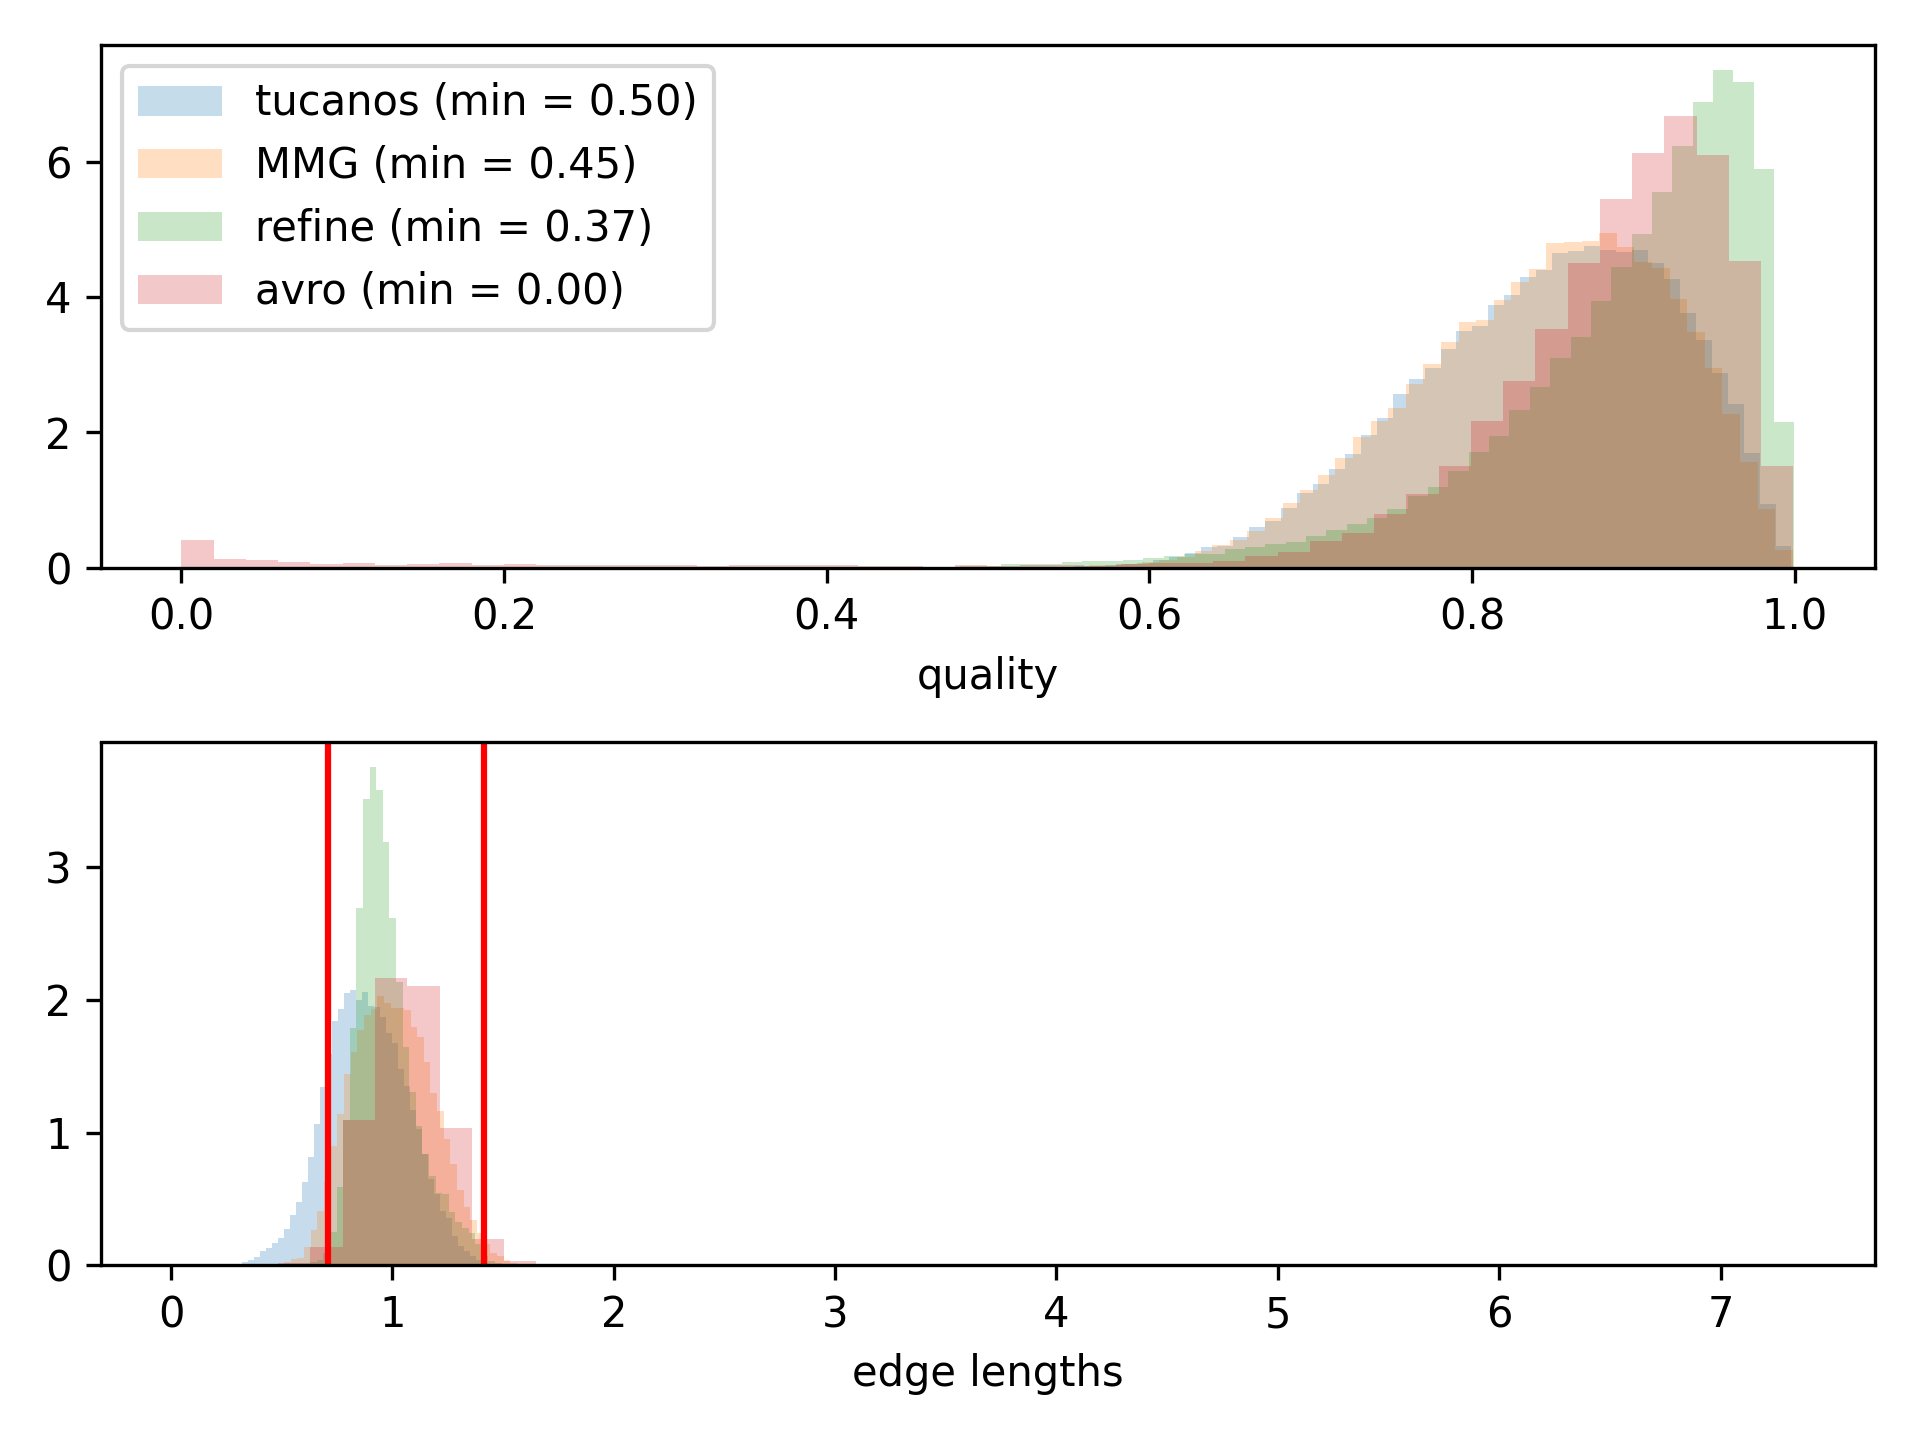 tucanos (min = 0.50)
MMG (min = 0.45)
refine (min = 0.37)
avro (min = 0.00)
6
4
2
0
0.0 0.2 0.4 0.6 0.8 1.0
quality
3
2
1
0
0 1 2 3 4 5 6 7
edge lengths